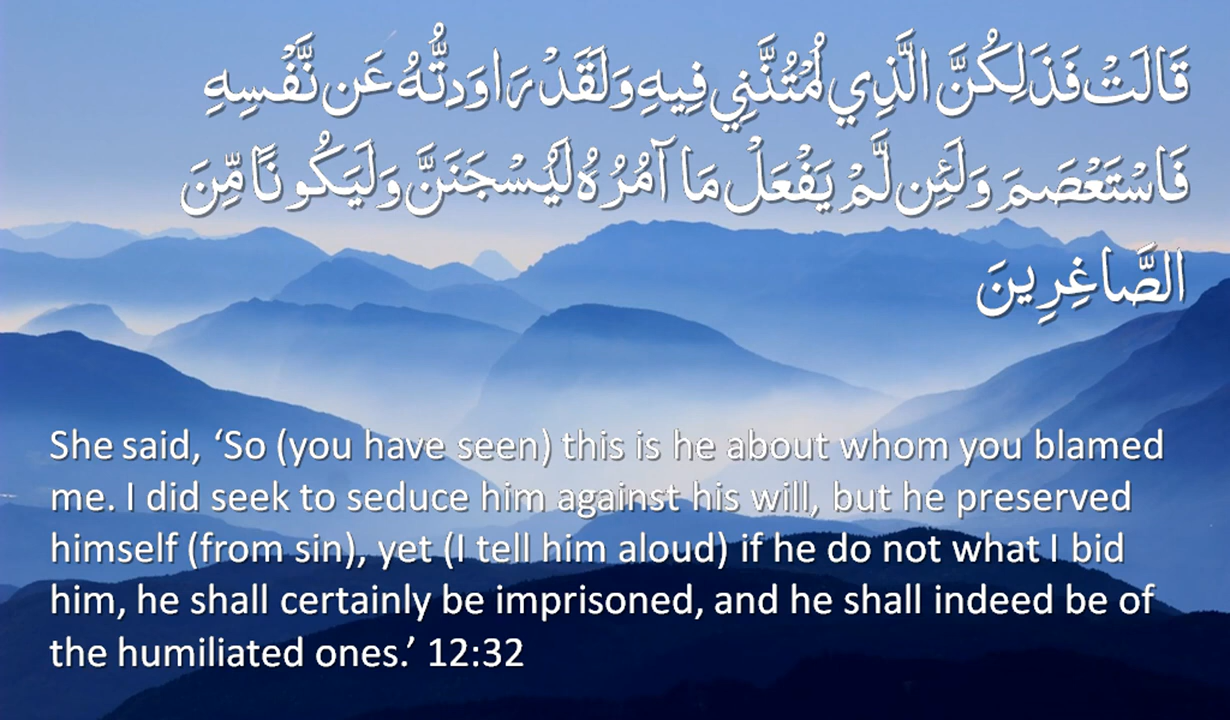 قَالَتْ فَذَلِكُنَّ الَّذِي لُمْتُنَّنِي فِيهِ وَلَقَدْ رَاوَدتُّهُ عَن نَّفْسِهِ
فَاسْتَعْصَمَ وَلَئِن لَّمْ يَفْعَلْ مَا آمُرُهُ لَيُسْجَنَنَّ وَلَيَكُونًا مِّنَ
الصَّاغِرِينَ
She said, ‘So (you have seen) this is he about whom you blamed
me. I did seek to seduce him against his will, but he preserved
himself (from sin), yet (I tell him aloud) if he do not what I bid
him, he shall certainly be imprisoned, and he shall indeed be of
the humiliated ones.’ 12:32